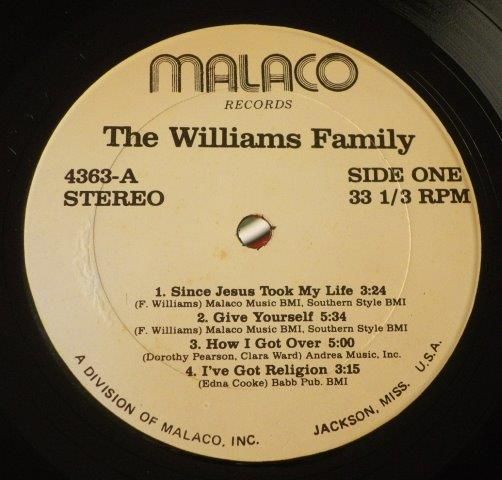 MALACO
RECORDS
The Williams Family
4363-A
STEREO
SIDE ONE
33 1/3 RPM
1. Since Jesus Took My Life 3:24
(F. Williams) Malaco Music BMI, Southern Style BMI
2. Give Yourself 5:34
(F. Williams) Malaco Music BMI, Southern Style BMI
3. How I Got Over 5:00
(Dorothy Pearson, Clara Ward) Andrea Music, Inc.
4. I've Got Religion 3:15
(Edna Cooke) Babb Pub. BMI
A DIVISION OF MALACO, INC.
JACKSON, MISS. U.S.A.